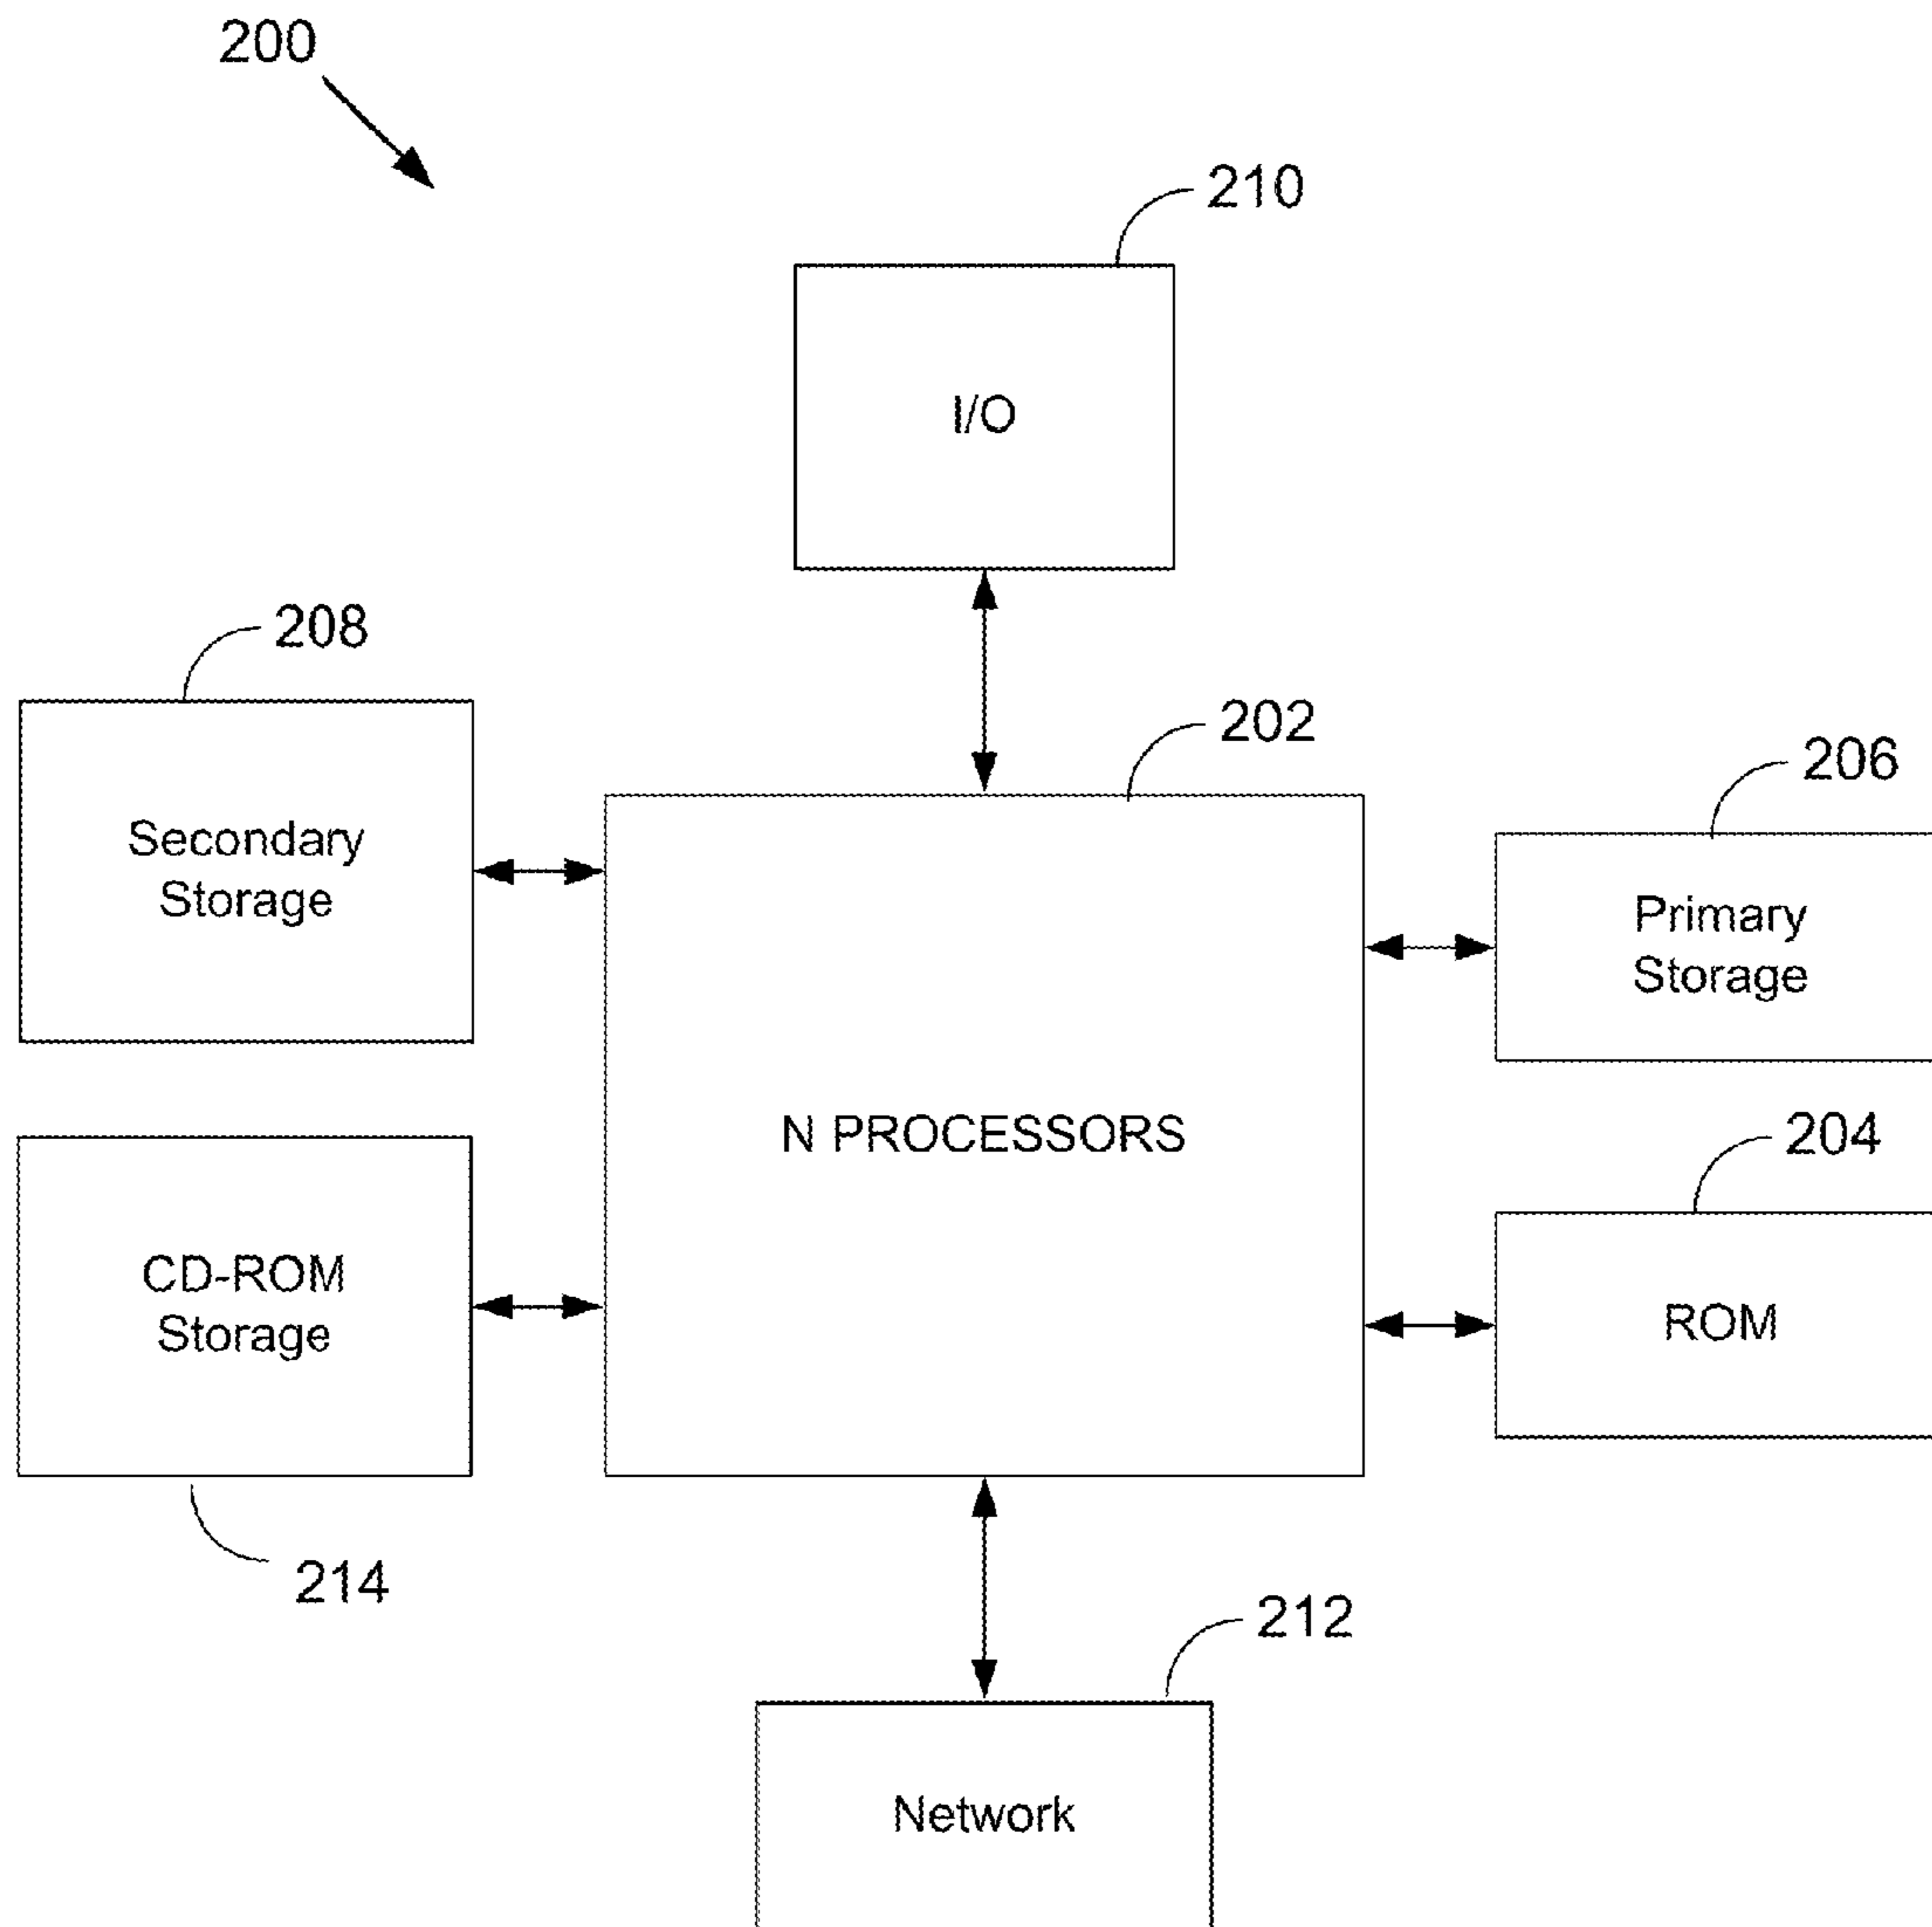 200
210
I/O
208
202
206
Secondary
Storage
Primary
Storage
N PROCESSORS
204
CD-ROM
Storage
ROM
214
212
Network